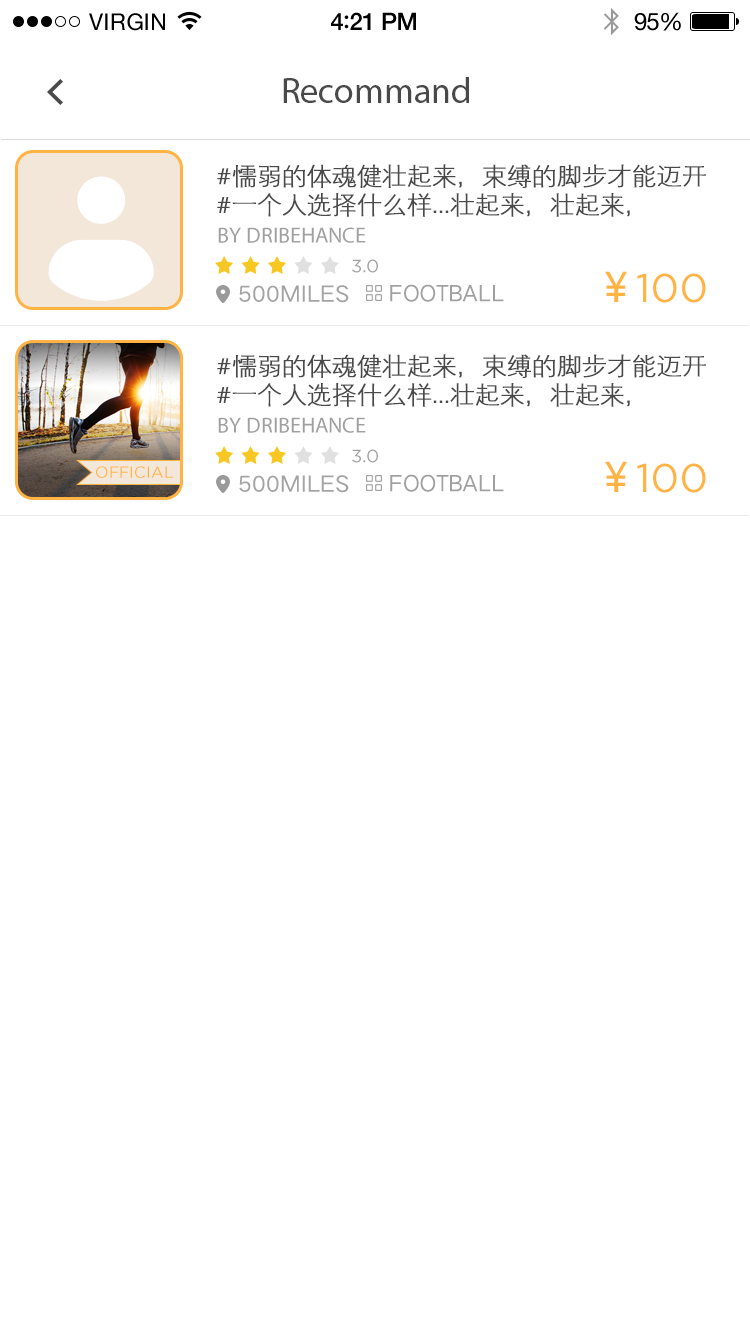 VIRGIN 4:21 PM 95%
Recommand
#懦弱的体魂健壮起来，束缚的脚步才能迈开
#一个人选择什么样...壮起来，壮起来，
BY DRIBEHANCE
3.0
500MILES FOOTBALL ¥100
#懦弱的体魂健壮起来，束缚的脚步才能迈开
#一个人选择什么样...壮起来，壮起来，
BY DRIBEHANCE
3.0
OFFICIAL
500MILES FOOTBALL ¥100